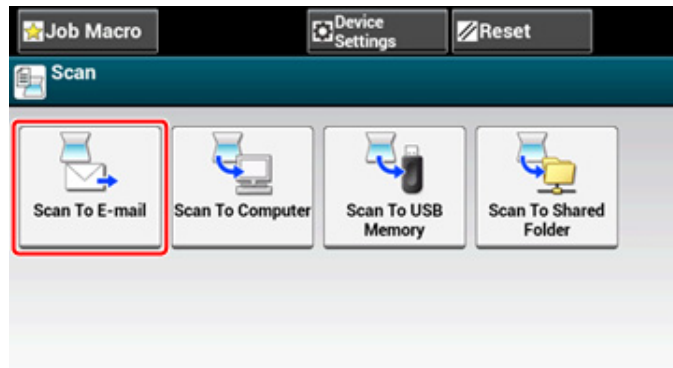 Job Macro
Device
Settings
Reset
Scan
Scan To E-mail
Scan To Computer
Scan To USB
Memory
Scan To Shared
Folder